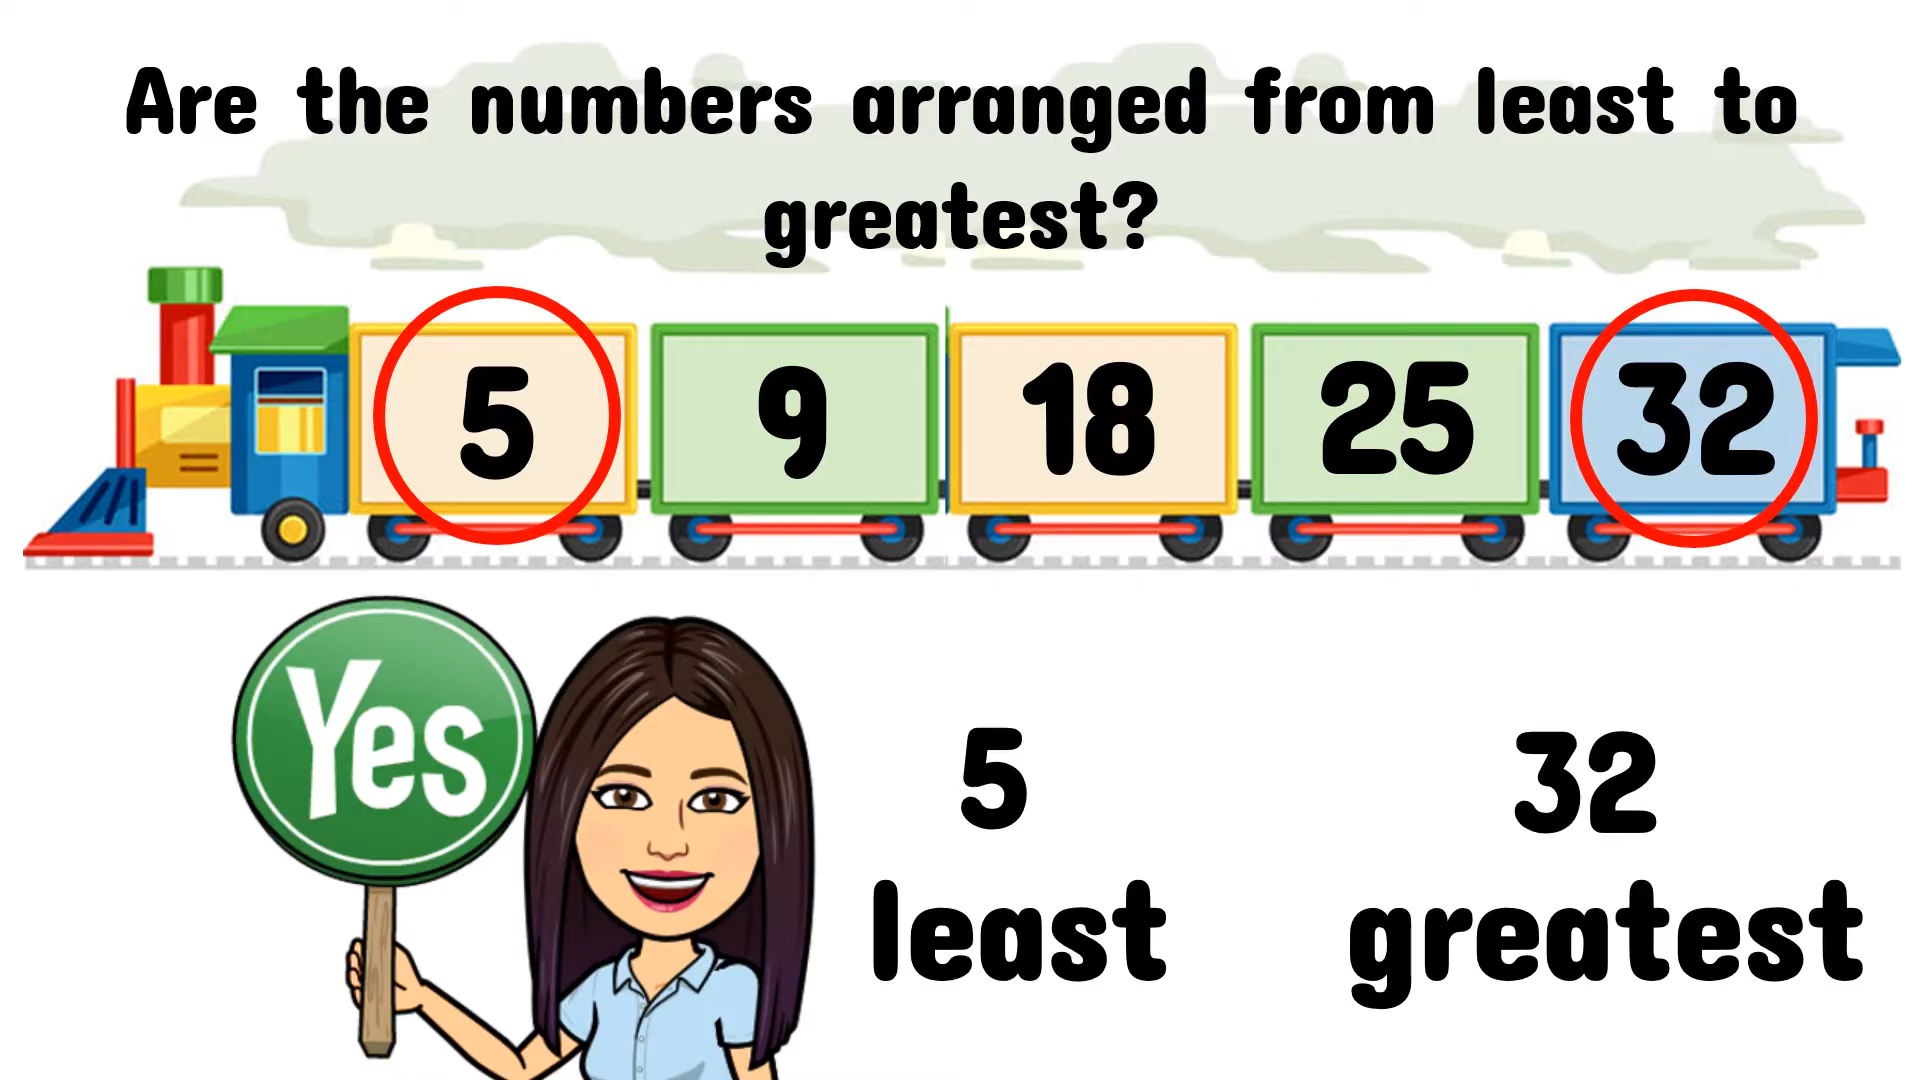 Are the numbers arranged from least to
greatest?
5 9 18 25 32
Yes
5 32
least greatest